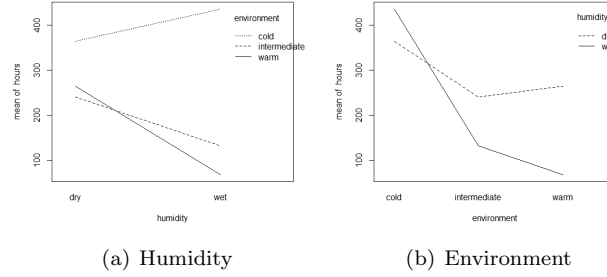 environment
cold
intermediate
warm
mean of hours
100
200
300
400
dry
wet
humidity
(a) Humidity
humidity
d
w
mean of hours
100
200
300
400
cold
intermediate
warm
environment
(b) Environment